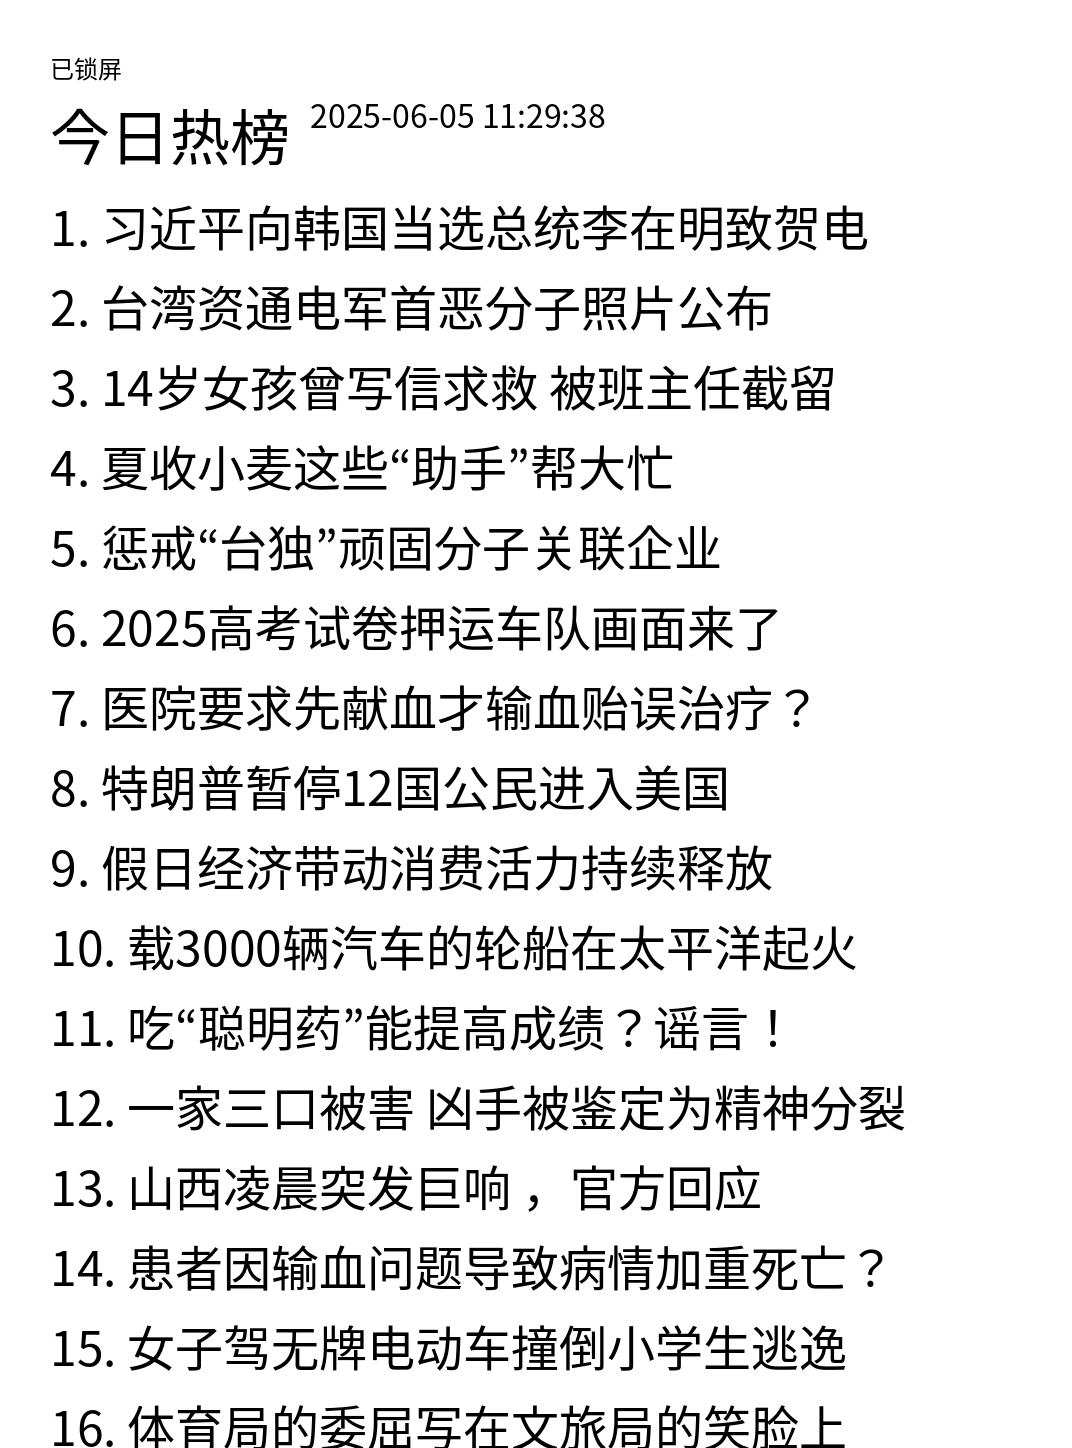 已锁屏
今日热榜 2025-06-05 11:29:38
1. 习近平向韩国当选总统李在明致贺电
2. 台湾资通电军首恶分子照片公布
3. 14岁女孩曾写信求救 被班主任截留
4. 夏收小麦这些“助手”帮大忙
5. 惩戒“台独”顽固分子关联企业
6. 2025高考试卷押运车队画面来了
7. 医院要求先献血才输血贻误治疗？
8. 特朗普暂停12国公民进入美国
9. 假日经济带动消费活力持续释放
10. 载3000辆汽车的轮船在太平洋起火
11. 吃“聪明药”能提高成绩？谣言！
12. 一家三口被害 凶手被鉴定为精神分裂
13. 山西凌晨突发巨响，官方回应
14. 患者因输血问题导致病情加重死亡？
15. 女子驾无牌电动车撞倒小学生逃逸
16. 体育局的委屈写在文旅局的笑脸上